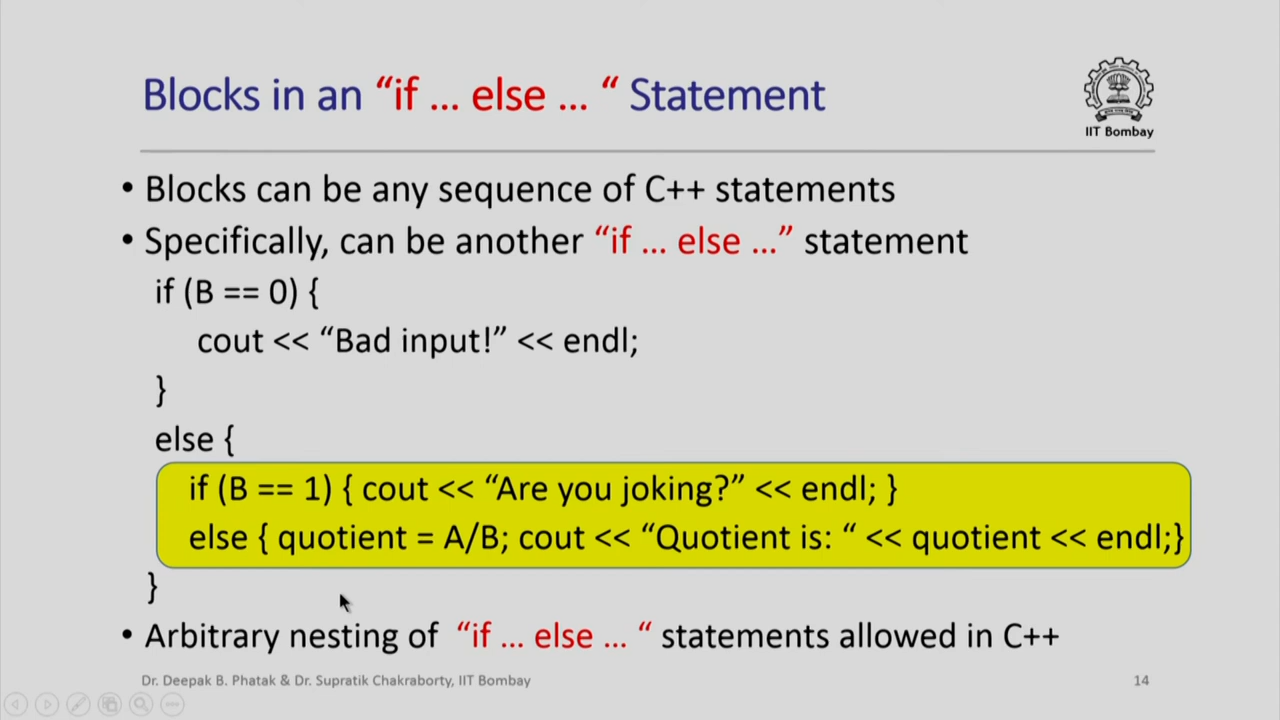 Blocks in an “if ... else ... “ Statement
IIT Bombay
• Blocks can be any sequence of C++ statements
• Specifically, can be another “if ... else ...” statement
if (B == 0) {
cout << “Bad input!” << endl;
}
else {
if (B == 1) { cout << “Are you joking?” << endl; }
else { quotient = A/B; cout << “Quotient is: “ << quotient << endl;}
}
• Arbitrary nesting of “if ... else ... “ statements allowed in C++
Dr. Deepak B. Phatak & Dr. Supratik Chakraborty, IIT Bombay
14